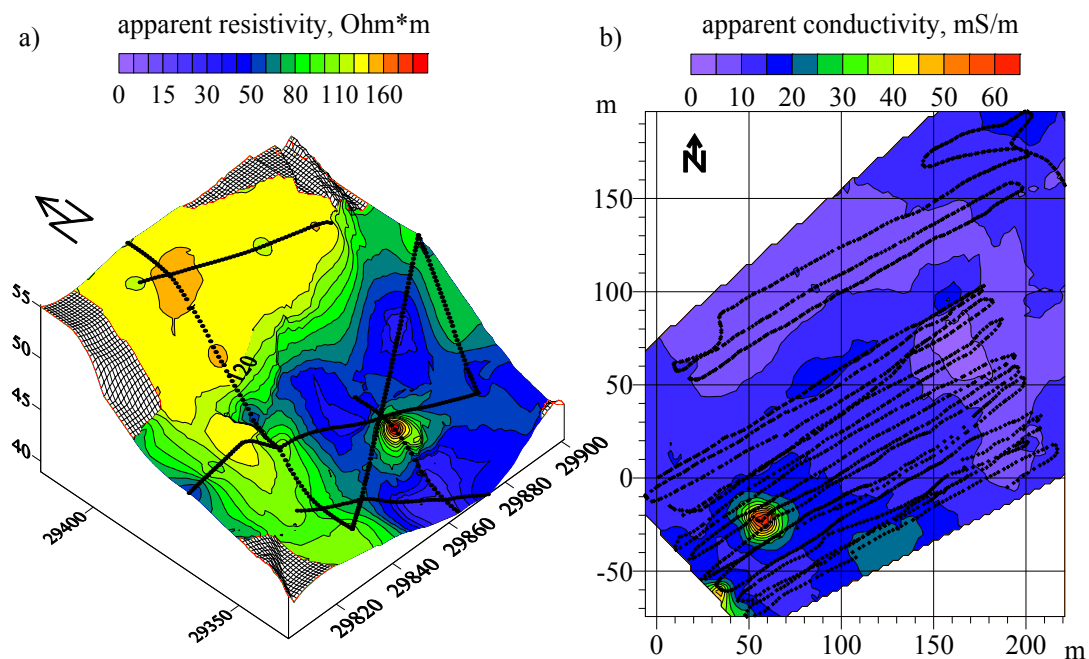 a)
apparent resistivity, Ohm*m
0 15 30 50 80 110 160
N
55
50
45
40
120
29400
29350
29820
29840
29860
29880
29900
b)
apparent conductivity, mS/m
0 10 20 30 40 50 60
m
N
150
100
50
0
-50
0 50 100 150 200 m